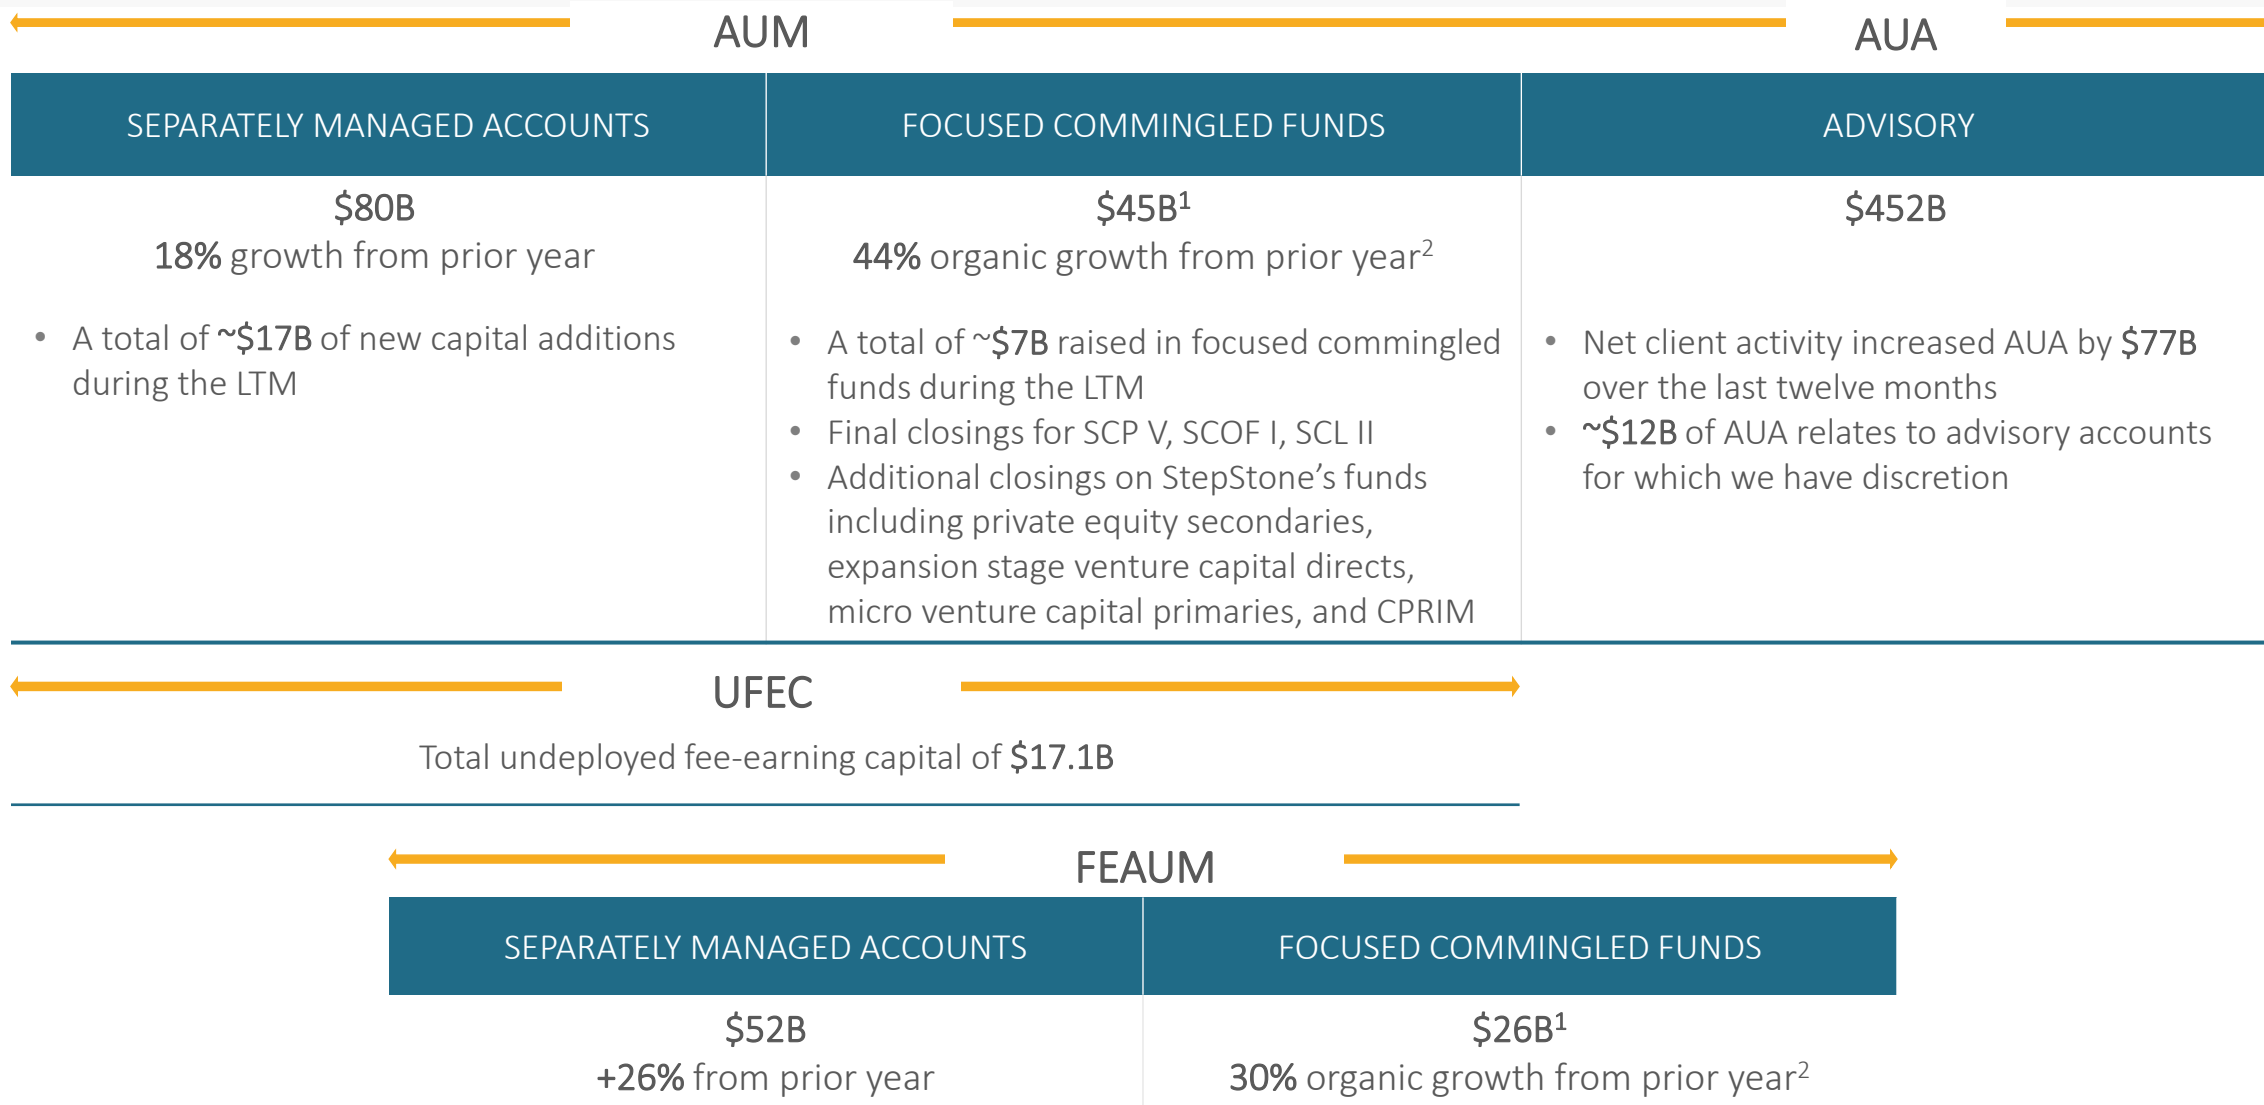 AUM
AUA
SEPARATELY MANAGED ACCOUNTS
FOCUSED COMMINGLED FUNDS
ADVISORY
$80B
18% growth from prior year
• A total of ~$17B of new capital additions
during the LTM
$45B¹
44% organic growth from prior year²
• A total of ~$7B raised in focused commingled
funds during the LTM
• Final closings for SCP V, SCOF I, SCL II
• Additional closings on StepStone’s funds
including private equity secondaries,
expansion stage venture capital directs,
micro venture capital primaries, and CPRIM
$452B
• Net client activity increased AUA by $77B
over the last twelve months
• ~$12B of AUA relates to advisory accounts
for which we have discretion
UFEC
Total undeployed fee-earning capital of $17.1B
FEAUM
SEPARATELY MANAGED ACCOUNTS
FOCUSED COMMINGLED FUNDS
$52B
+26% from prior year
$26B¹
30% organic growth from prior year²